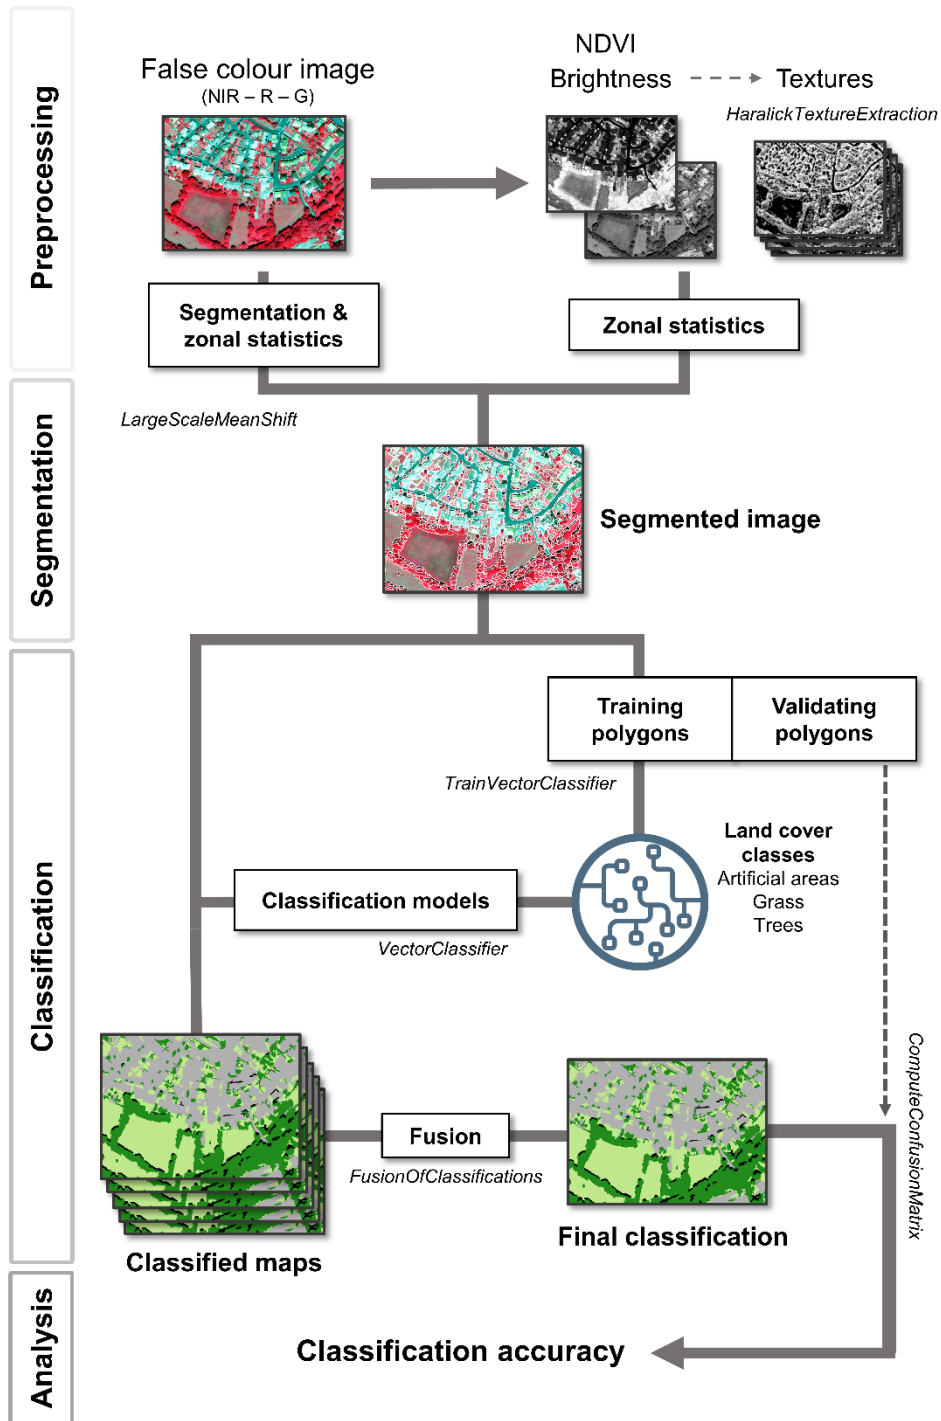 Preprocessing
False colour image
(NIR – R – G)
NDVI
Brightness
Textures
HaralickTextureExtraction
Segmentation &
zonal statistics
Zonal statistics
Segmentation
LargeScaleMeanShift
Segmented image
Classification
Training
polygons
Validating
polygons
TrainVectorClassifier
Land cover
classes
Artificial areas
Grass
Trees
Classification models
VectorClassifier
ComputeConfusionMatrix
Fusion
FusionOfClassifications
Classified maps
Final classification
Analysis
Classification accuracy